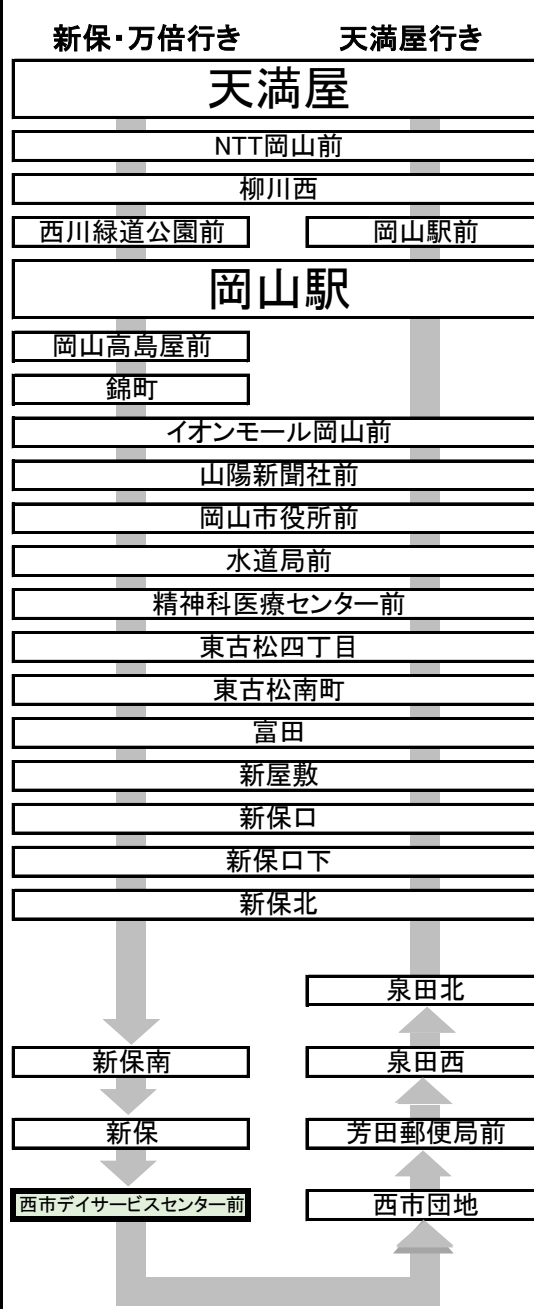 新保・万倍行き 天満屋行き
天満屋
NTT岡山前
柳川西
西川緑道公園前 岡山駅前
岡山駅
岡山高島屋前
錦町
イオンモール岡山前
山陽新聞社前
岡山市役所前
水道局前
精神科医療センター前
東古松四丁目
東古松南町
富田
新屋敷
新保口
新保口下
新保北
泉田北
新保南 泉田西
新保 芳田郵便局前
西市デイサービスセンター前 西市団地